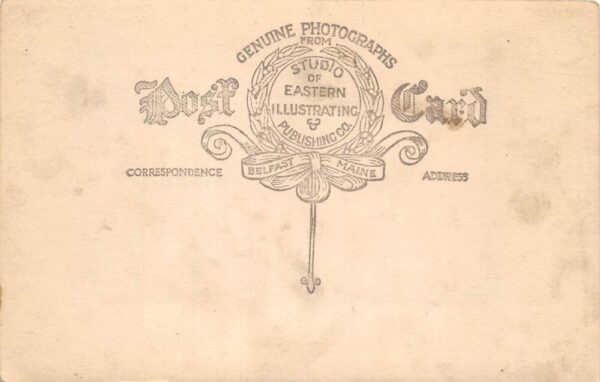 GENUINE PHOTOGRAPHS
FROM
STUDIO
OF
EASTERN
ILLUSTRATING
&
PUBLISHING CO.
Post Card
BELFAST MAINE
CORRESPONDENCE
ADDRESS